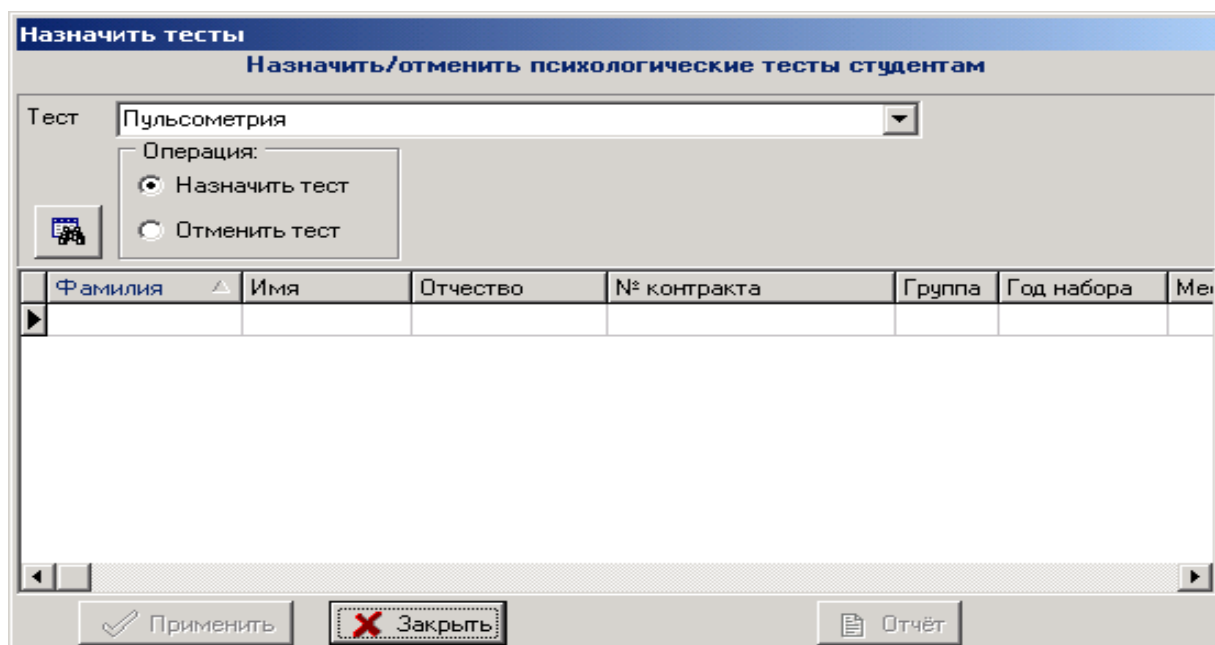 Назначить тесты
Назначить/отменить психологические тесты студентам
Тест Пульсометрия
Операция:
Назначить тест
Отменить тест
Фамилия Имя Отчество № контракта Группа Год набора
Применить Закрыть Отчёт